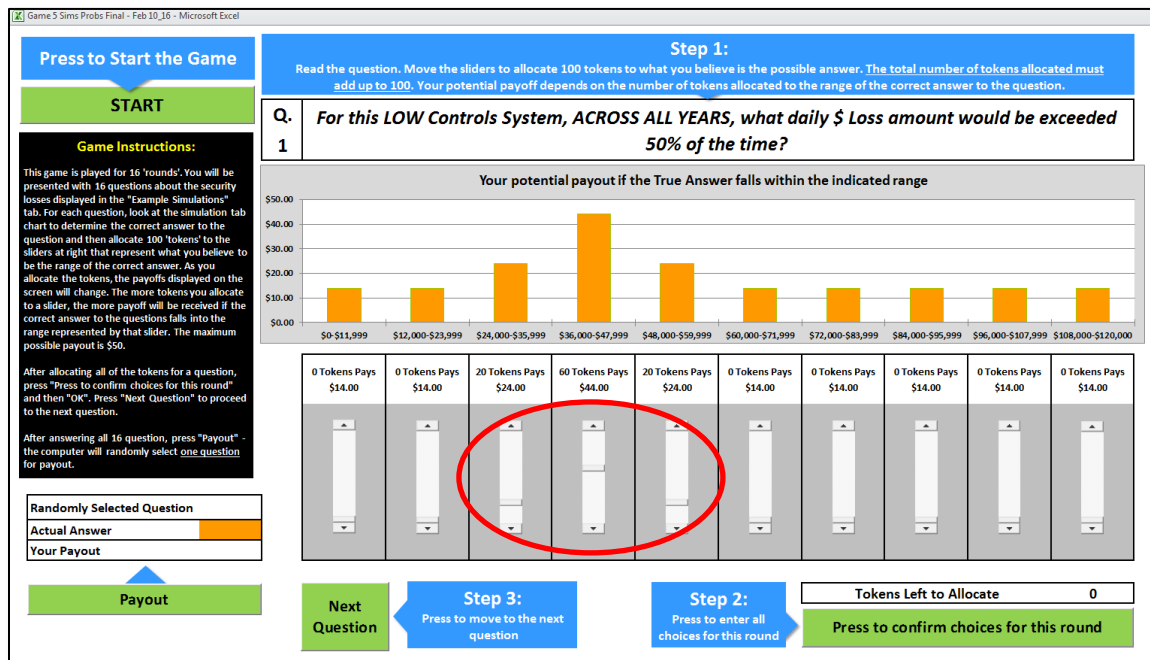 Game 5 Sims Probs Final - Feb 10_16 - Microsoft Excel
Press to Start the Game
START
Game Instructions:
This game is played for 16 'rounds'. You will be
presented with 16 questions about the security
losses displayed in the "Example Simulations"
tab. For each question, look at the simulation tab
chart to determine the correct answer to the
question and then allocate 100 'tokens' to the
sliders at right that represent what you believe to
be the range of the correct answer. As you
allocate the tokens, the payoffs displayed on the
screen will change. The more tokens you allocate
to a slider, the more payoff will be received if the
correct answer to the questions falls into the
range represented by that slider. The maximum
possible payout is $50.
After allocating all of the tokens for a question,
press "Press to confirm choices for this round"
and then "OK". Press "Next Question" to proceed
to the next question.
After answering all 16 question, press "Payout" -
the computer will randomly select one question
for payout.
Randomly Selected Question
Actual Answer
Your Payout
Payout
Step 1:
Read the question. Move the sliders to allocate 100 tokens to what you believe is the possible answer. The total number of tokens allocated must
add up to 100. Your potential payoff depends on the number of tokens allocated to the range of the correct answer to the question.
Q.
1
For this LOW Controls System, ACROSS ALL YEARS, what daily $ Loss amount would be exceeded
50% of the time?
Your potential payout if the True Answer falls within the indicated range
$50.00
$40.00
$30.00
$20.00
$10.00
$0.00
$0-$11,999 $12,000-$23,999 $24,000-$35,999 $36,000-$47,999 $48,000-$59,999 $60,000-$71,999 $72,000-$83,999 $84,000-$95,999 $96,000-$107,999 $108,000-$120,000
0 Tokens Pays 0 Tokens Pays 20 Tokens Pays 60 Tokens Pays 20 Tokens Pays 0 Tokens Pays 0 Tokens Pays 0 Tokens Pays 0 Tokens Pays 0 Tokens Pays
$14.00 $14.00 $24.00 $44.00 $24.00 $14.00 $14.00 $14.00 $14.00 $14.00
Next
Question
Step 3:
Press to move to the next
question
Step 2:
Press to enter all
choices for this round
Tokens Left to Allocate 0
Press to confirm choices for this round